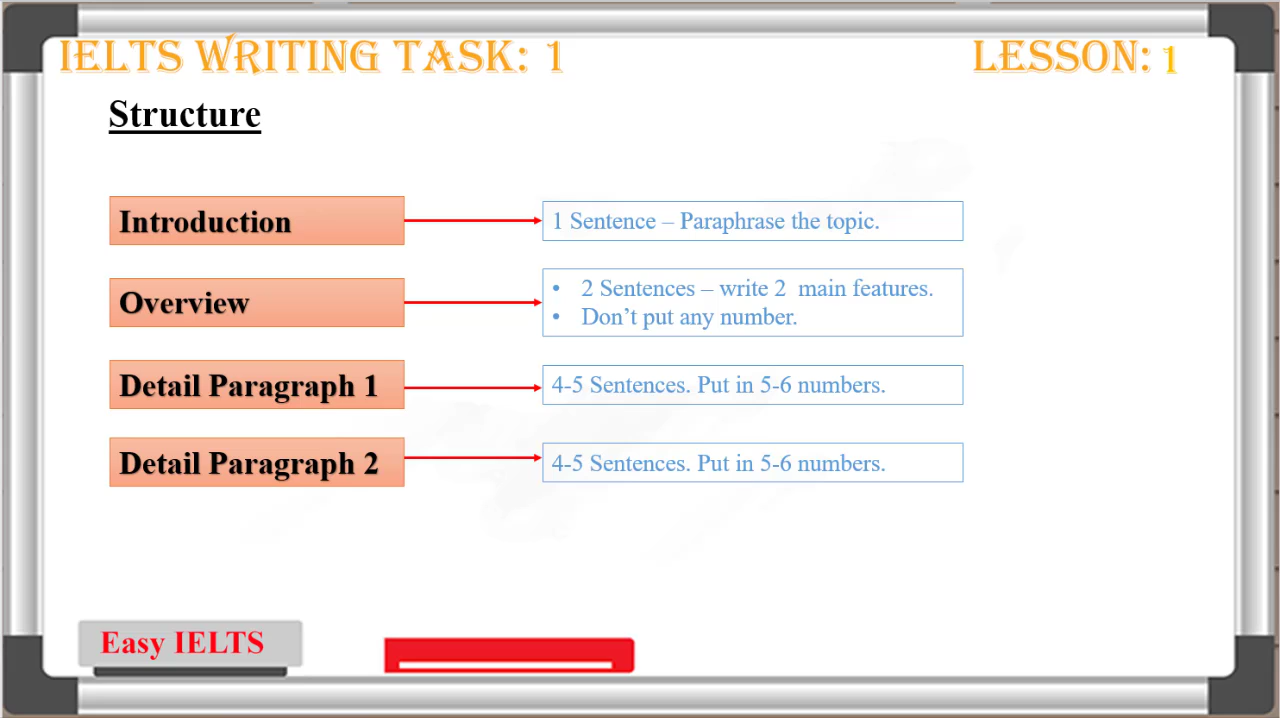 IELTS WRITING TASK: 1
LESSON: 1
Structure
Introduction
1 Sentence – Paraphrase the topic.
Overview
• 2 Sentences – write 2  main features.
• Don’t put any number.
Detail Paragraph 1
4-5 Sentences. Put in 5-6 numbers.
Detail Paragraph 2
4-5 Sentences. Put in 5-6 numbers.
Easy IELTS